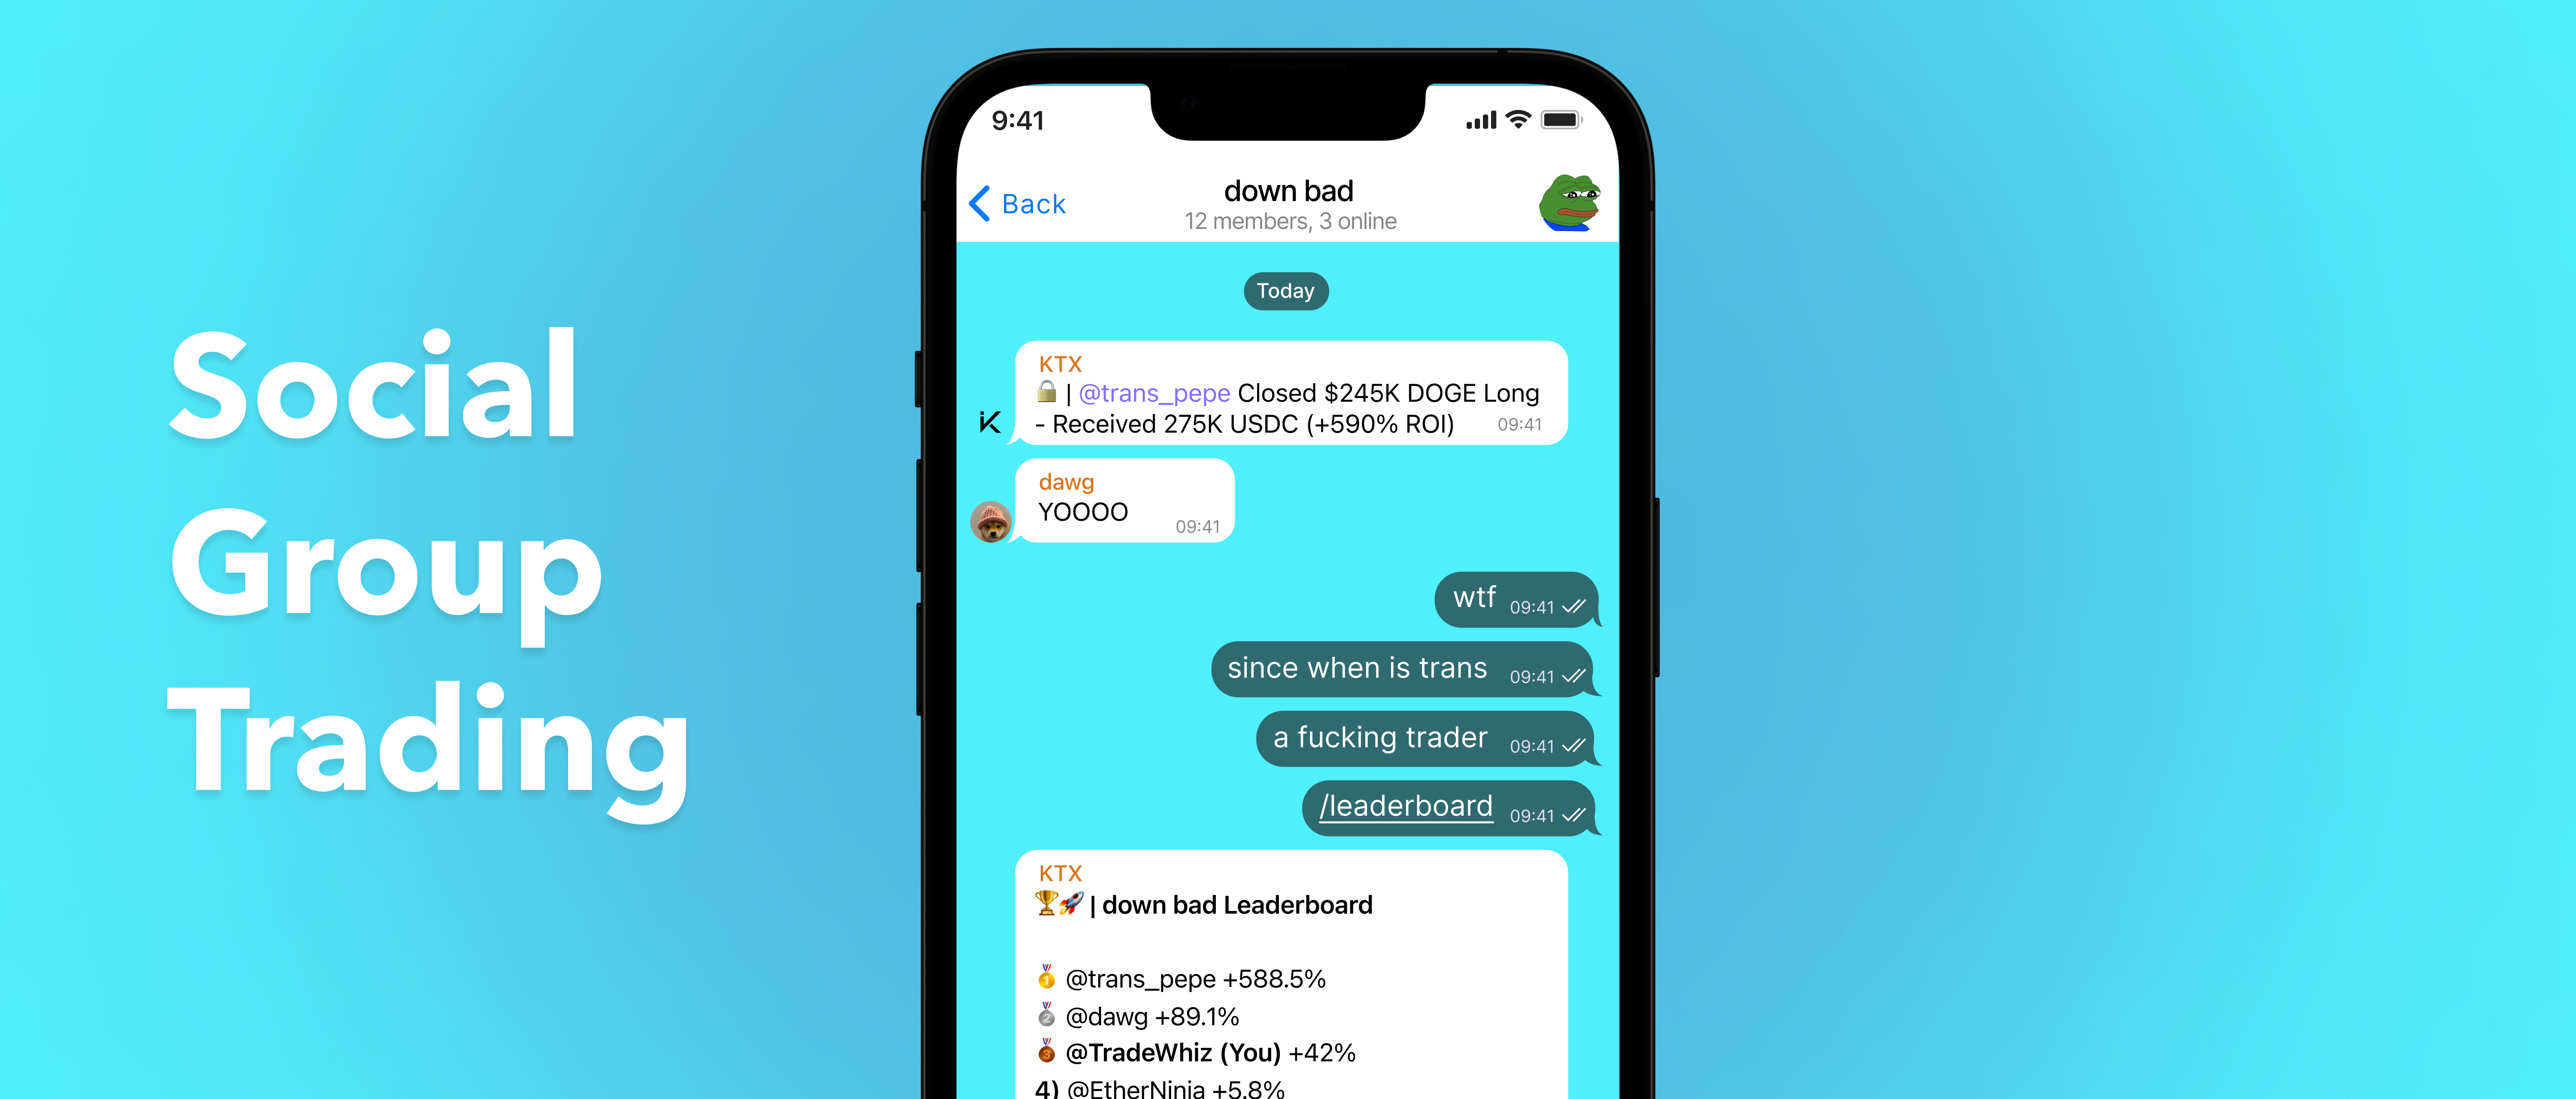 Social
Group
Trading
9:41
Back
down bad
12 members, 3 online
Today
KTX
🔒 | @trans_pepe Closed $245K DOGE Long
- Received 275K USDC (+590% ROI) 09:41
dawg
YOOOO 09:41
wtf 09:41
since when is trans 09:41
a fucking trader 09:41
/leaderboard 09:41
KTX
🏆🚀 | down bad Leaderboard
🥇 @trans_pepe +588.5%
🥈 @dawg +89.1%
🥉 @TradeWhiz (You) +42%
4) @EtherNinja +5.8%